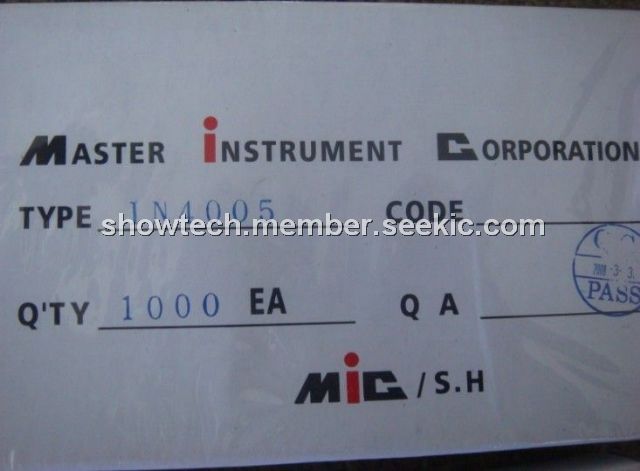 MASTER INSTRUMENT CORPORATION
TYPE 1N4005 CODE
showtech.member.seekic.com
PASS
Q'TY 1000 EA Q A
MIC / S.H